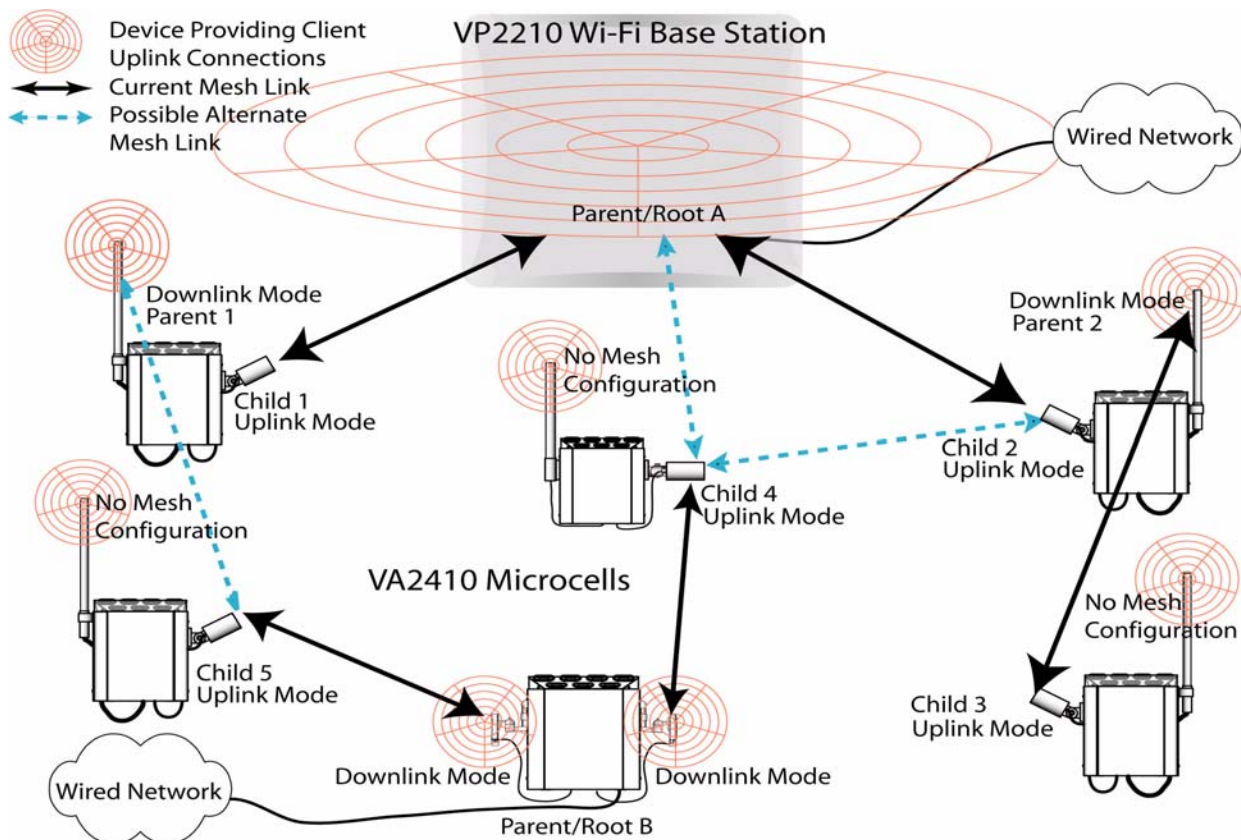 Device Providing Client
Uplink Connections
Current Mesh Link
Possible Alternate
Mesh Link
VP2210 Wi-Fi Base Station
Wired Network
Parent/Root A
Downlink Mode
Parent 1
Child 1
Uplink Mode
No Mesh
Configuration
Downlink Mode
Parent 2
Child 2
Uplink Mode
Child 4
Uplink Mode
No Mesh
Configuration
VA2410 Microcells
No Mesh
Configuration
Child 5
Uplink Mode
Child 3
Uplink Mode
Downlink Mode
Downlink Mode
Wired Network
Parent/Root B